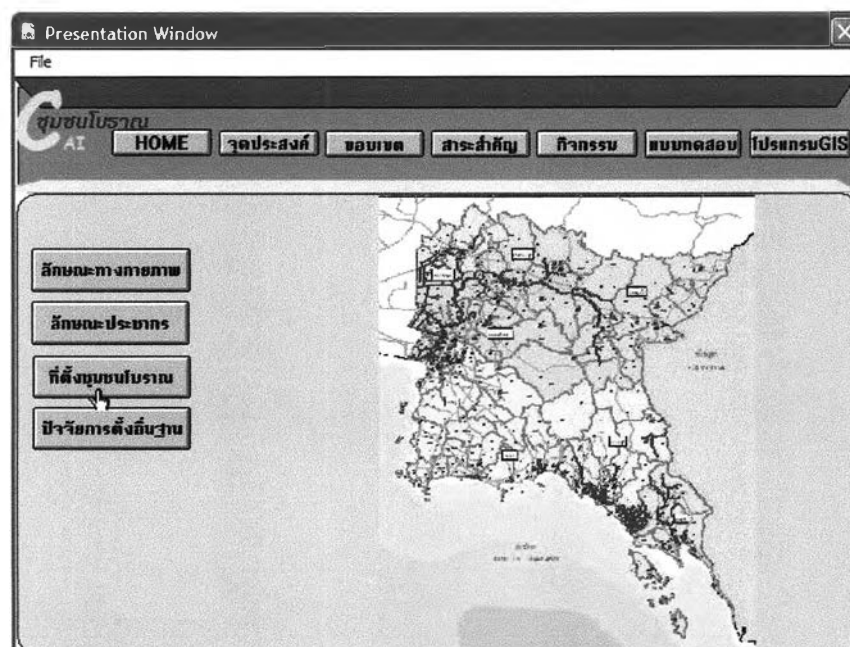 Presentation Window
File
C
ชุมชนโบราณ
AI
HOME
จุดประสงค์
ขอบเขต
สาระสำคัญ
กิจกรรม
แบบทดสอบ
โปรแกรมGIS
ลักษณะทางกายภาพ
ลักษณะประชากร
ที่ตั้งชุมชนโบราณ
ปัจจัยการตั้งถิ่นฐาน